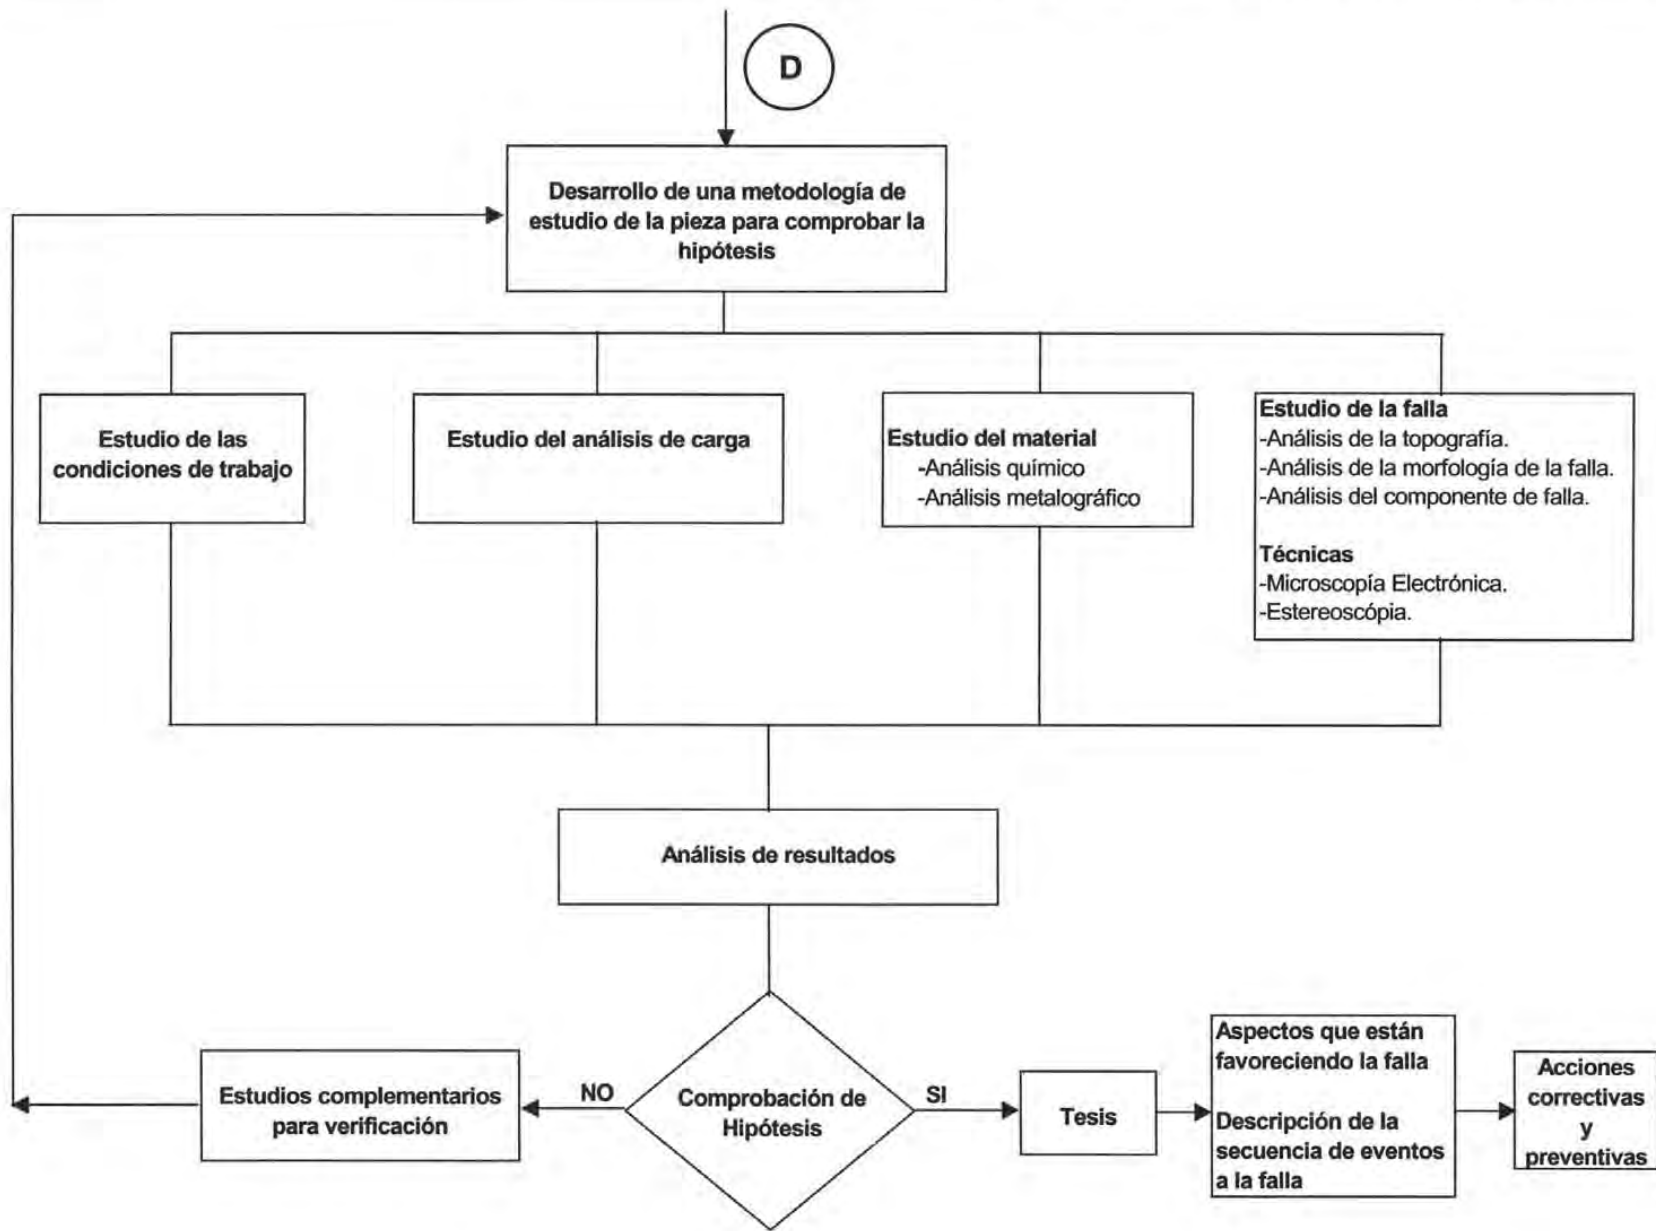 D
Desarrollo de una metodología de
estudio de la pieza para comprobar la
hipótesis
Estudio de las
condiciones de trabajo
Estudio del análisis de carga
Estudio del material
-Análisis químico
-Análisis metalográfico
Estudio de la falla
-Análisis de la topografía.
-Análisis de la morfología de la falla.
-Análisis del componente de falla.
Técnicas
-Microscopía Electrónica.
-Estereoscópia.
Análisis de resultados
Comprobación de
Hipótesis
NO
Estudios complementarios
para verificación
SI
Tesis
Aspectos que están
favoreciendo la falla
Descripción de la
secuencia de eventos
a la falla
Acciones
correctivas
y
preventivas